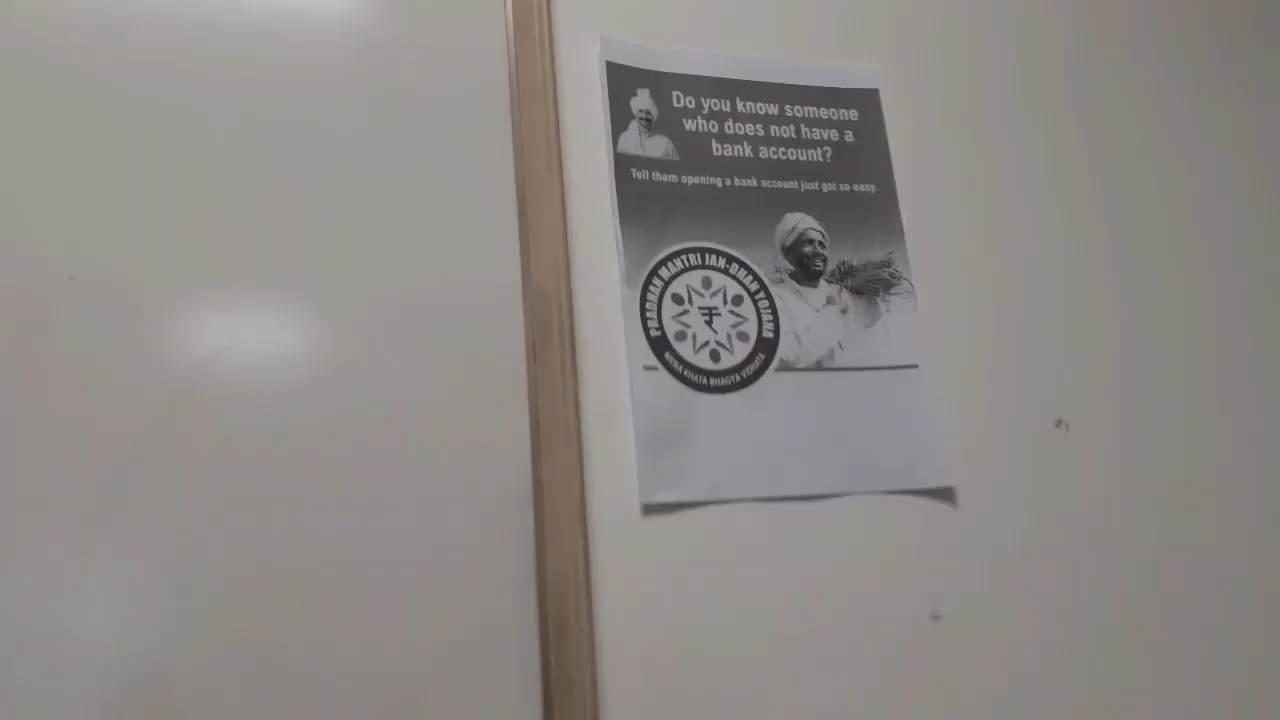 Do you know someone
who does not have a
bank account?
Tell them opening a bank account just got so easy.
PRADHAN MANTRI JAN-DHAN YOJANA
₹
MERA KHATA BHAGYA VIDHATA